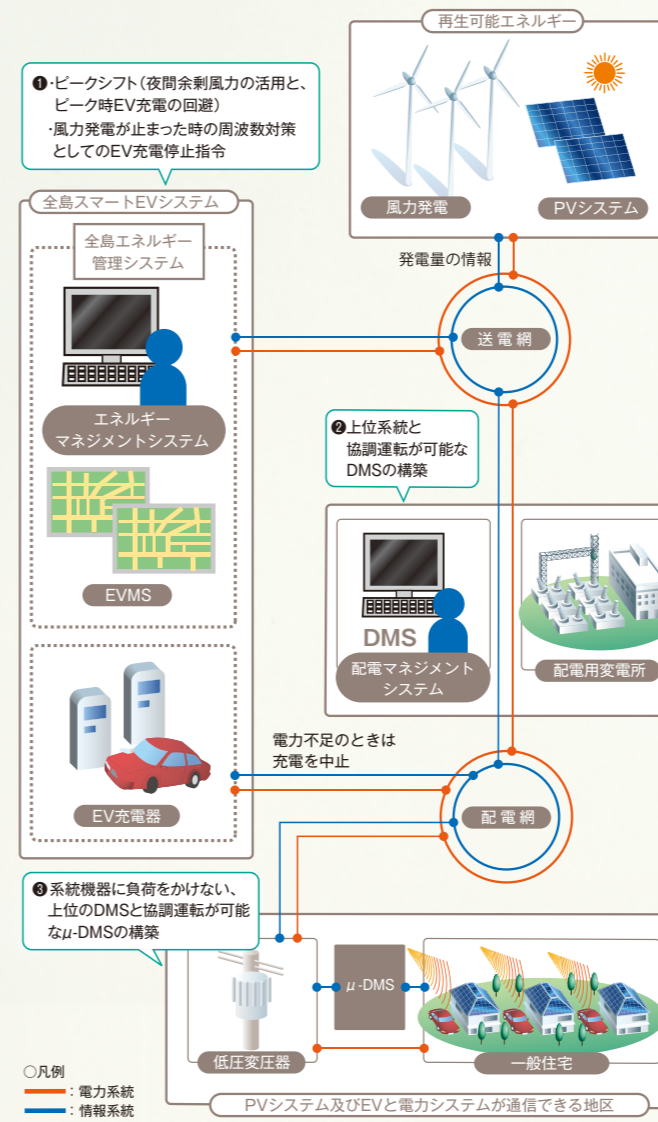 再生可能エネルギー
❶・ピークシフト(夜間余剰風力の活用と、
ピーク時EV充電の回避)
・風力発電が止まった時の周波数対策
としてのEV充電停止指令
風力発電
PVシステム
全島スマートEVシステム
全島エネルギー
管理システム
発電量の情報
送電網
エネルギー
マネジメントシステム
❷上位系統と
協調運転が可能な
DMSの構築
EVMS
DMS
配電マネジメント
システム
配電用変電所
電力不足のときは
充電を中止
EV充電器
配電網
❸系統機器に負荷をかけない、
上位のDMSと協調運転が可能
なμ-DMSの構築
μ-DMS
低圧変圧器
一般住宅
○凡例
:電力系統
:情報系統
PVシステム及びEVと電力システムが通信できる地区